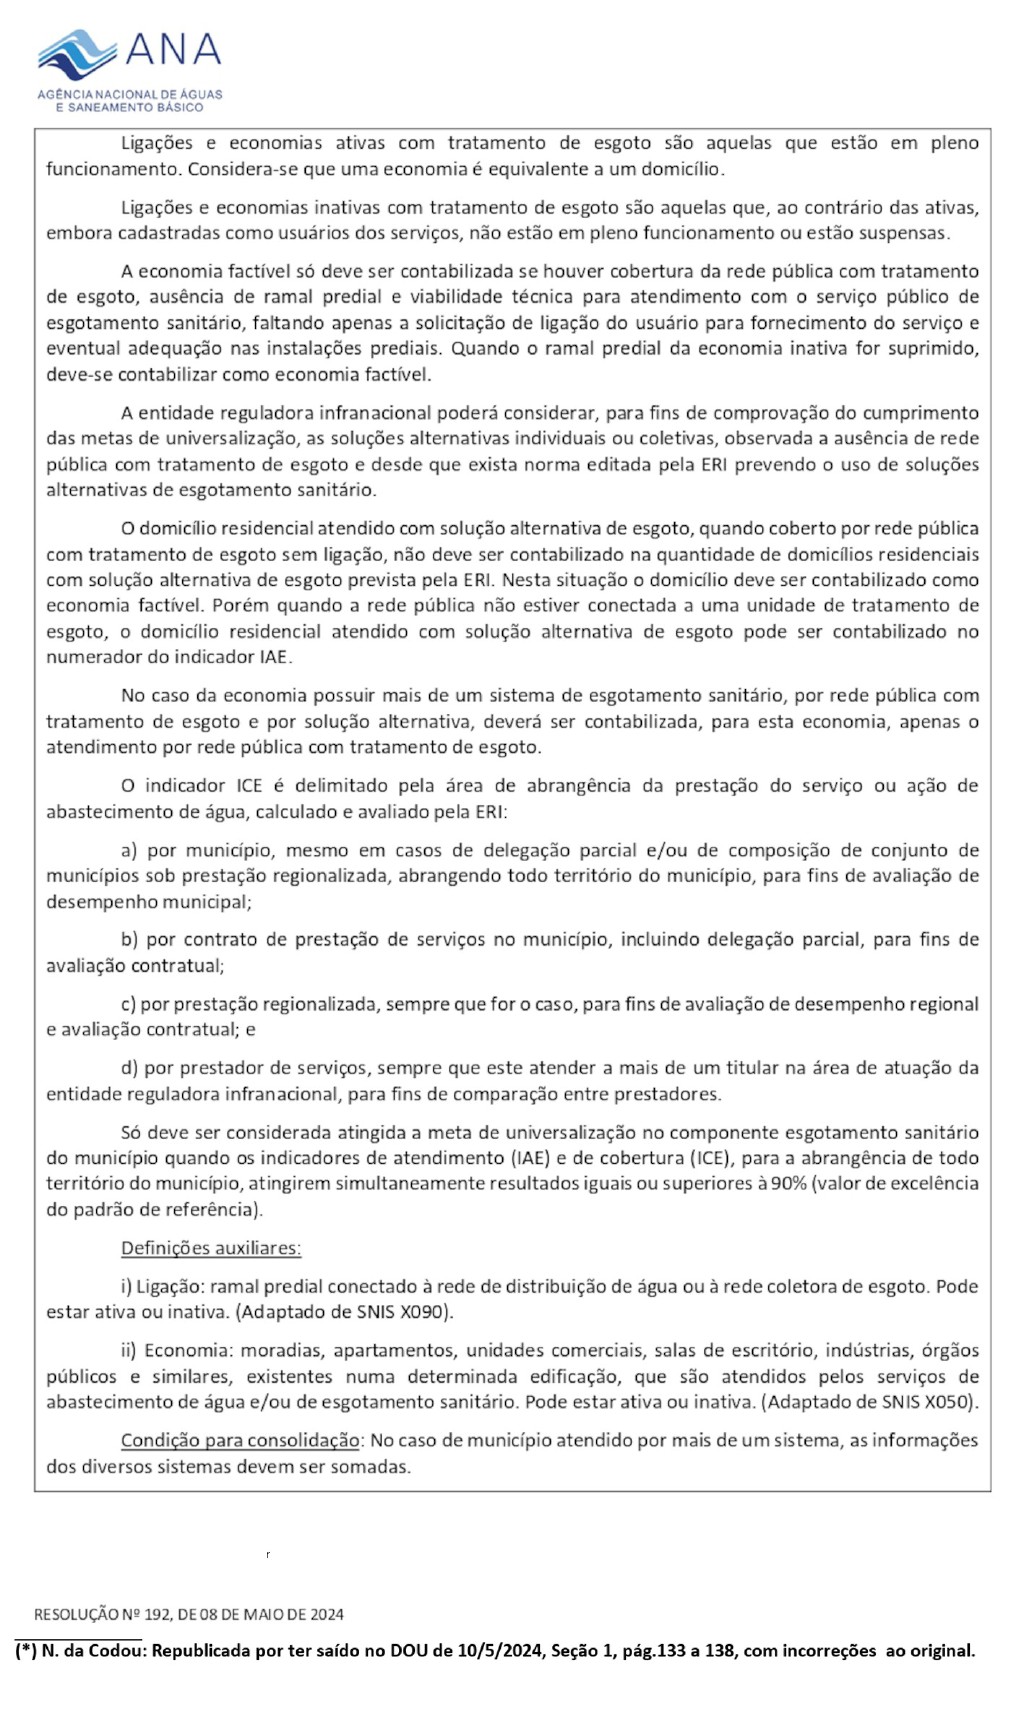 ANA
AGÊNCIA NACIONAL DE ÁGUAS
E SANEAMENTO BÁSICO
Ligações e economias ativas com tratamento de esgoto são aquelas que estão em pleno
funcionamento. Considera-se que uma economia é equivalente a um domicílio.
Ligações e economias inativas com tratamento de esgoto são aquelas que, ao contrário das ativas,
embora cadastradas como usuários dos serviços, não estão em pleno funcionamento ou estão suspensas.
A economia factível só deve ser contabilizada se houver cobertura da rede pública com tratamento
de esgoto, ausência de ramal predial e viabilidade técnica para atendimento com o serviço público de
esgotamento sanitário, faltando apenas a solicitação de ligação do usuário para fornecimento do serviço e
eventual adequação nas instalações prediais. Quando o ramal predial da economia inativa for suprimido,
deve-se contabilizar como economia factível.
A entidade reguladora infranacional poderá considerar, para fins de comprovação do cumprimento
das metas de universalização, as soluções alternativas individuais ou coletivas, observada a ausência de rede
pública com tratamento de esgoto e desde que exista norma editada pela ERI prevendo o uso de soluções
alternativas de esgotamento sanitário.
O domicílio residencial atendido com solução alternativa de esgoto, quando coberto por rede pública
com tratamento de esgoto sem ligação, não deve ser contabilizado na quantidade de domicílios residenciais
com solução alternativa de esgoto prevista pela ERI. Nesta situação o domicílio deve ser contabilizado como
economia factível. Porém quando a rede pública não estiver conectada a uma unidade de tratamento de
esgoto, o domicílio residencial atendido com solução alternativa de esgoto pode ser contabilizado no
numerador do indicador IAE.
No caso da economia possuir mais de um sistema de esgotamento sanitário, por rede pública com
tratamento de esgoto e por solução alternativa, deverá ser contabilizada, para esta economia, apenas o
atendimento por rede pública com tratamento de esgoto.
O indicador ICE é delimitado pela área de abrangência da prestação do serviço ou ação de
abastecimento de água, calculado e avaliado pela ERI:
a) por município, mesmo em casos de delegação parcial e/ou de composição de conjunto de
municípios sob prestação regionalizada, abrangendo todo território do município, para fins de avaliação de
desempenho municipal;
b) por contrato de prestação de serviços no município, incluindo delegação parcial, para fins de
avaliação contratual;
c) por prestação regionalizada, sempre que for o caso, para fins de avaliação de desempenho regional
e avaliação contratual; e
d) por prestador de serviços, sempre que este atender a mais de um titular na área de atuação da
entidade reguladora infranacional, para fins de comparação entre prestadores.
Só deve ser considerada atingida a meta de universalização no componente esgotamento sanitário
do município quando os indicadores de atendimento (IAE) e de cobertura (ICE), para a abrangência de todo
território do município, atingirem simultaneamente resultados iguais ou superiores à 90% (valor de excelência
do padrão de referência).
Definições auxiliares:
i) Ligação: ramal predial conectado à rede de distribuição de água ou à rede coletora de esgoto. Pode
estar ativa ou inativa. (Adaptado de SNIS X090).
ii) Economia: moradias, apartamentos, unidades comerciais, salas de escritório, indústrias, órgãos
públicos e similares, existentes numa determinada edificação, que são atendidos pelos serviços de
abastecimento de água e/ou de esgotamento sanitário. Pode estar ativa ou inativa. (Adaptado de SNIS X050).
Condição para consolidação: No caso de município atendido por mais de um sistema, as informações
dos diversos sistemas devem ser somadas.
r
RESOLUÇÃO Nº 192, DE 08 DE MAIO DE 2024
(*) N. da Codou: Republicada por ter saído no DOU de 10/5/2024, Seção 1, pág.133 a 138, com incorreções ao original.